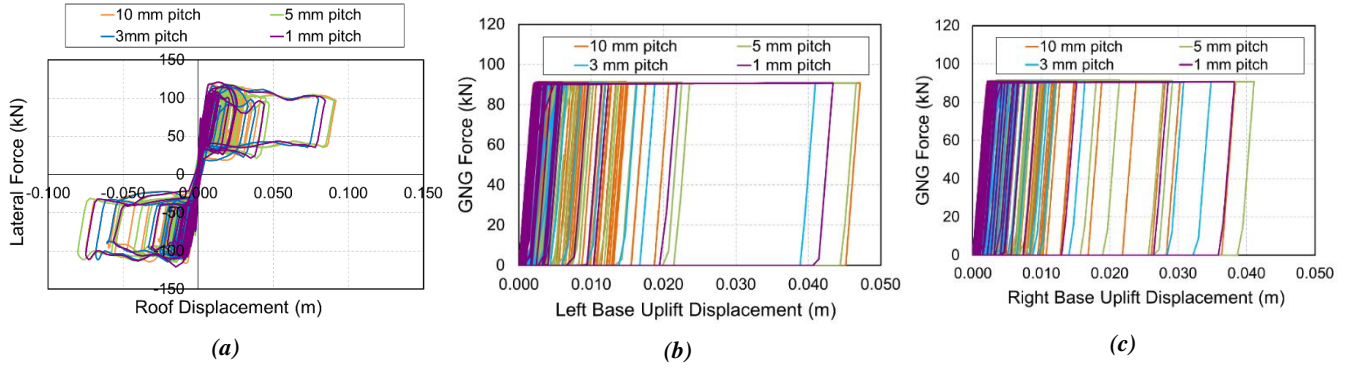 10 mm pitch 5 mm pitch
3mm pitch 1 mm pitch
150
100
50
0
-50
-100
-150
-0.100 -0.050 0.000 0.050 0.100 0.150
Lateral Force (kN)
Roof Displacement (m)
(a)
120
100
80
60
40
20
0
10 mm pitch 5 mm pitch
3 mm pitch 1 mm pitch
GNG Force (kN)
0.000 0.010 0.020 0.030 0.040 0.050
Left Base Uplift Displacement (m)
(b)
120
100
80
60
40
20
0
10 mm pitch 5 mm pitch
3 mm pitch 1 mm pitch
GNG Force (kN)
0.000 0.010 0.020 0.030 0.040 0.050
Right Base Uplift Displacement (m)
(c)